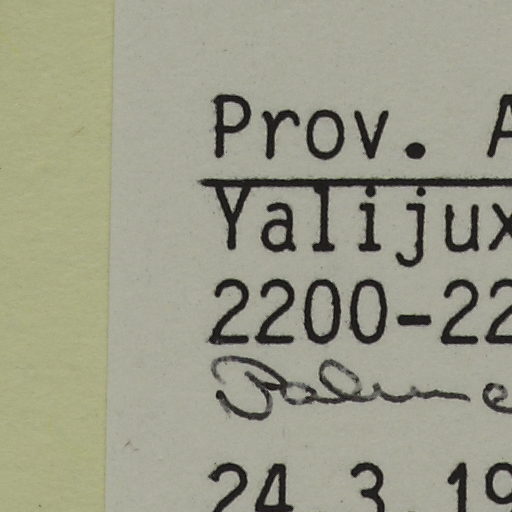 Prov. A
Yalijux
2200-22
24.3.19